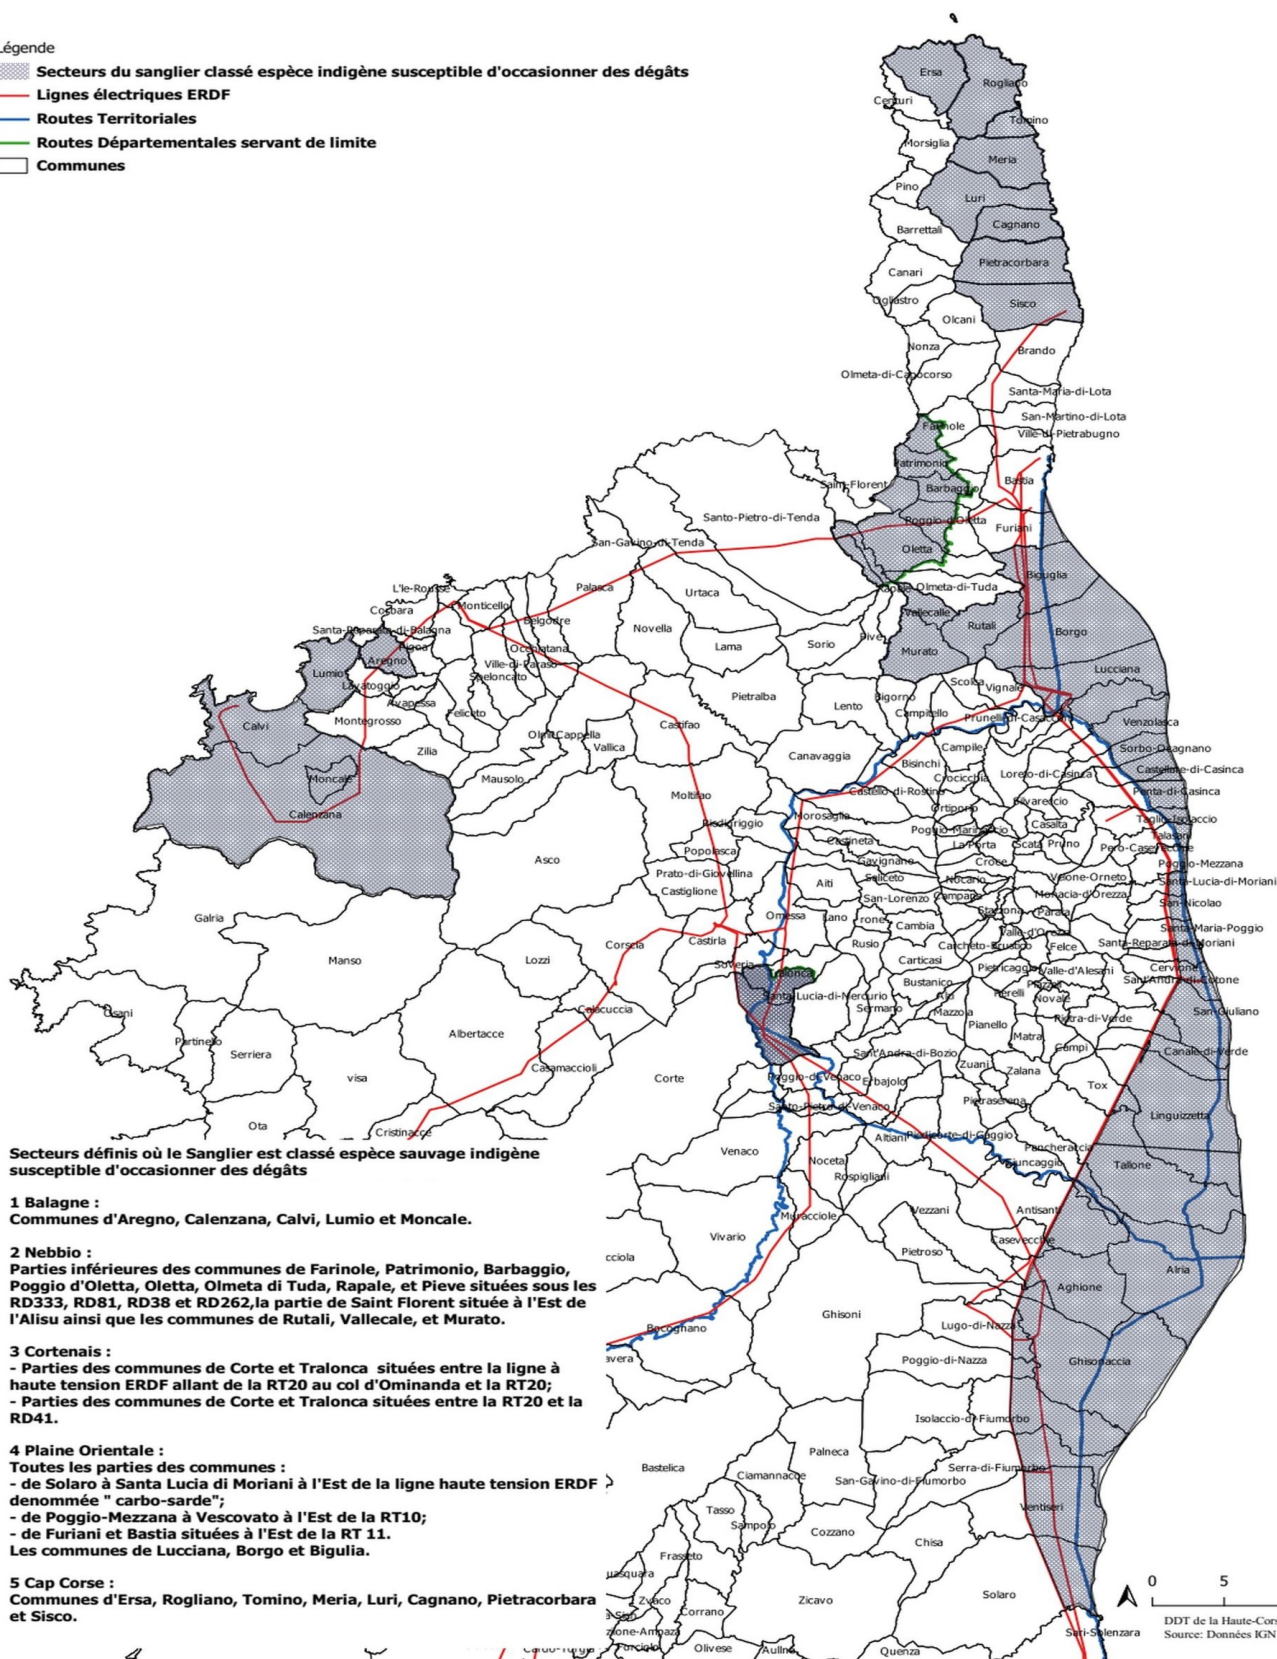 Légende
Secteurs du sanglier classé espèce indigène susceptible d'occasionner des dégâts
Lignes électriques ERDF
Routes Territoriales
Routes Départementales servant de limite
Communes
Ersa
Rogliano
Centuri
Tomino
Morsiglia
Meria
Pino
Luri
Barrettali
Cagnano
Pietracorbara
Canari
Ogliastro
Sisco
Olcani
Nonza
Brando
Olmeta-di-Capocorso
Santa-Maria-di-Lota
San-Martino-di-Lota
Farinole
Ville-di-Pietrabugno
Patrimonio
Saint-Florent
Barbaggio
Bastia
Santo-Pietro-di-Tenda
Poggio-d'Oletta
Furiani
San-Gavino-di-Tenda
Oletta
Biguglia
L'Ie-Rousse
Palasca
Urtaca
Olmeta-di-Tuda
Monticello
Corbara
Vallecalle
Belgodre
Novella
Rutali
Borgo
Santa-Reparata-di-Balagna
Lama
Sorio
Murato
Occhiatana
Aregno
Ville-di-Paraso
Lumio
Speloncato
Lucciana
Lavatoggio
Scolca
Vignale
Avapessa
Pietralba
Bigorno
Feliceto
Lento
Campitello
Prunelli-di-Casacconi
Calvi
Montegrosso
Castifao
Venzolasca
Olmi-Cappella
Vallica
Campile
Sorbo-Ocagnano
Zilia
Canavaggia
Bisinchi
Moncale
Mausolo
Crocicchia
Loreto-di-Casinca
Castellare-di-Casinca
Castello-di-Rostino
Penta-di-Casinca
Moltifao
Ortiporio
Silvareccio
Calenzana
Morosaglia
Taglio-Isolaccio
Casalta
Castineta
La-Porta
Scata
Pruno
Popolasca
Asco
Gavignano
Croce
Poggio-Mezzana
Prato-di-Giovellina
Saliceto
Nocario
Velone-Orneto
Santa-Lucia-di-Moriani
Castiglione
Aiti
San-Lorenzo
Monacia-d'Orezza
San-Nicolao
Galria
Omessa
Lano
Cambia
Parata
Santa-Maria-Poggio
Valle-d'Orezza
Castirla
Corscia
Rusio
Carcheto-Brustico
Felce
Santa-Reparata-di-Moriani
Manso
Lozzi
Carticasi
Soveria
Tralonca
Pietricaggio
Valle-d'Alesani
Cervione
Bustanico
Sant'Andra-di-Cotone
Santa-Lucia-di-Mercurio
Perelli
Novale
Osani
Calacuccia
Sermano
Mazzola
San-Giuliano
Pianello
Pietra-di-Verde
Albertacce
Partinello
Matra
Serriera
Sant'Andra-di-Bozio
Campi
Canale-di-Verde
Zuani
Casamaccioli
Zalana
visa
Corte
Poggio-di-Venaco
Erbajolo
Tox
Pietraserena
Santo-Pietro-di-Venaco
Linguizzetta
Ota
Cristinacce
Altiani
Piedicorte-di-Gaggio
Pancheraccia
Venaco
Noceta
Giuncaggio
Tallone
Rospigliani
Muracciole
Vezzani
Antisanti
Vivario
Casevecchie
cciola
Pietroso
Alria
Aghione
Ghisoni
Bocognano
Lugo-di-Nazza
avera
Poggio-di-Nazza
Ghisonaccia
Isolaccio-di-Fiumorbo
Palneca
Bastelica
Ciamannacce
San-Gavino-di-Fiumorbo
Serra-di-Fiumorbo
Tasso
Ventiseri
Sampolo
Cozzano
Chisa
Frasseto
Zicavo
Solaro
Corrano
Sari-Solenzara
Olivese
Quenza
Secteurs définis où le Sanglier est classé espèce sauvage indigène
susceptible d'occasionner des dégâts
1 Balagne :
Communes d'Aregno, Calenzana, Calvi, Lumio et Moncale.
2 Nebbio :
Parties inférieures des communes de Farinole, Patrimonio, Barbaggio,
Poggio d'Oletta, Oletta, Olmeta di Tuda, Rapale, et Pieve situées sous les
RD333, RD81, RD38 et RD262,la partie de Saint Florent située à l'Est de
l'Alisu ainsi que les communes de Rutali, Vallecale, et Murato.
3 Cortenais :
- Parties des communes de Corte et Tralonca situées entre la ligne à
haute tension ERDF allant de la RT20 au col d'Ominanda et la RT20;
- Parties des communes de Corte et Tralonca situées entre la RT20 et la
RD41.
4 Plaine Orientale :
Toutes les parties des communes :
- de Solaro à Santa Lucia di Moriani à l'Est de la ligne haute tension ERDF
denommée " carbo-sarde";
- de Poggio-Mezzana à Vescovato à l'Est de la RT10;
- de Furiani et Bastia situées à l'Est de la RT 11.
Les communes de Lucciana, Borgo et Bigulia.
5 Cap Corse :
Communes d'Ersa, Rogliano, Tomino, Meria, Luri, Cagnano, Pietracorbara
et Sisco.
0 5
DDT de la Haute-Cors
Source: Données IGN